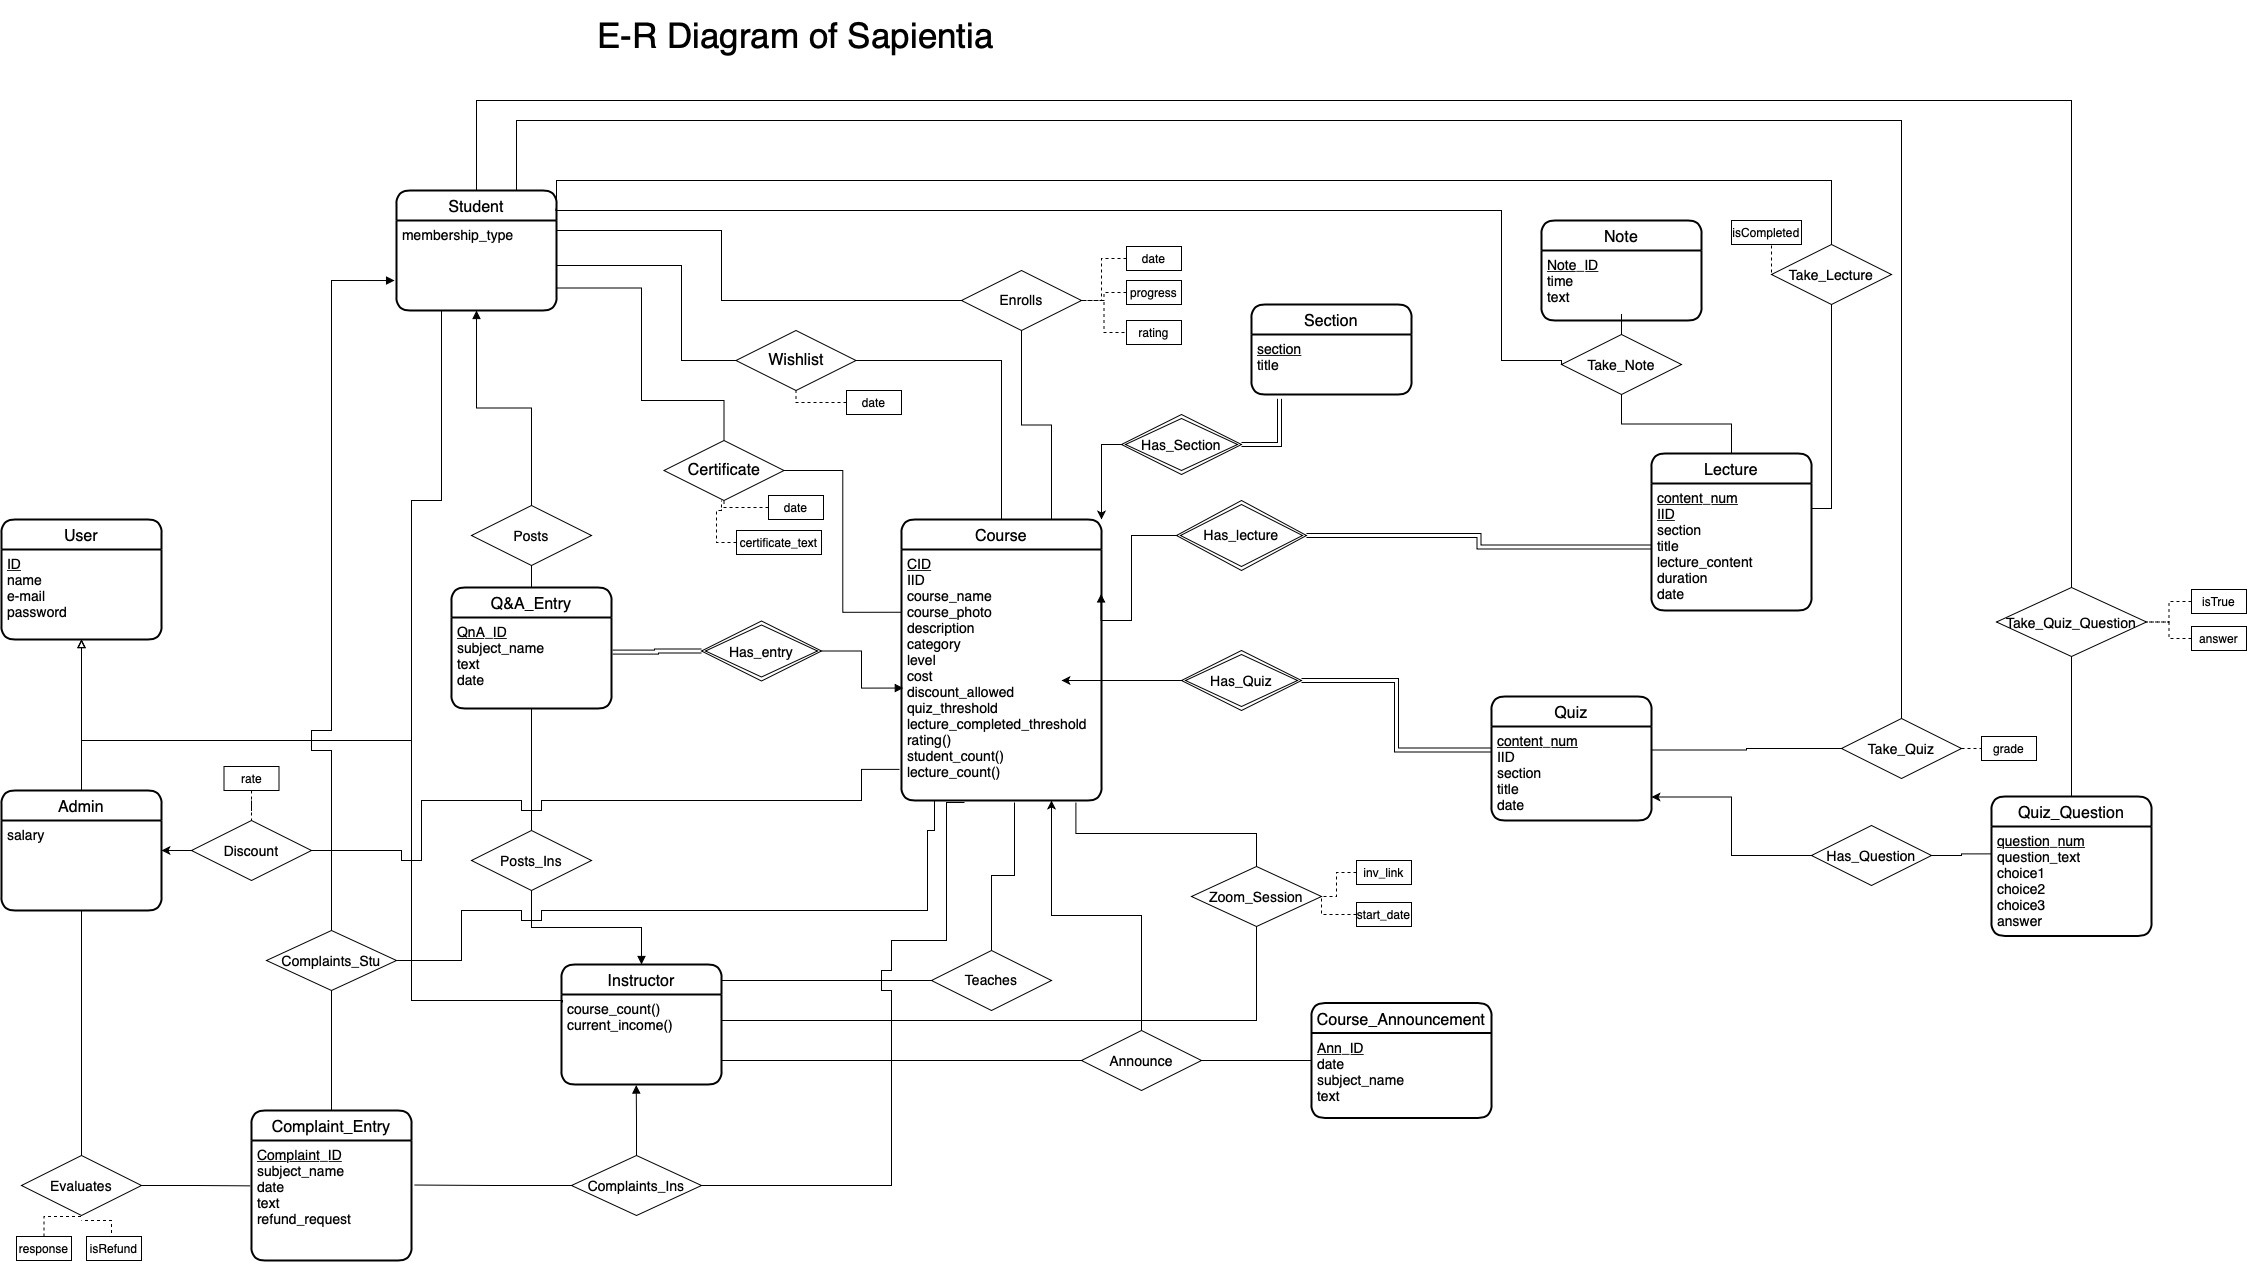 E-R Diagram of Sapientia
Student
membership_type
Note
Note_ID
time
text
isCompleted
Take_Lecture
date
progress
rating
Enrolls
Section
section
title
Wishlist
date
Take_Note
Has_Section
Certificate
date
certificate_text
Lecture
content_num
IID
section
title
lecture_content
duration
date
User
ID
name
e-mail
password
Posts
Course
CID
IID
course_name
course_photo
description
category
level
cost
discount_allowed
quiz_threshold
lecture_completed_threshold
rating()
student_count()
lecture_count()
Has_lecture
Q&A_Entry
QnA_ID
subject_name
text
date
Has_entry
Has_Quiz
Take_Quiz_Question
isTrue
answer
Quiz
content_num
IID
section
title
date
Take_Quiz
grade
rate
Admin
salary
Discount
Posts_Ins
Quiz_Question
question_num
question_text
choice1
choice2
choice3
answer
Has_Question
inv_link
start_date
Zoom_Session
Complaints_Stu
Instructor
course_count()
current_income()
Teaches
Course_Announcement
Ann_ID
date
subject_name
text
Announce
Complaint_Entry
Complaint_ID
subject_name
date
text
refund_request
Evaluates
response
isRefund
Complaints_Ins